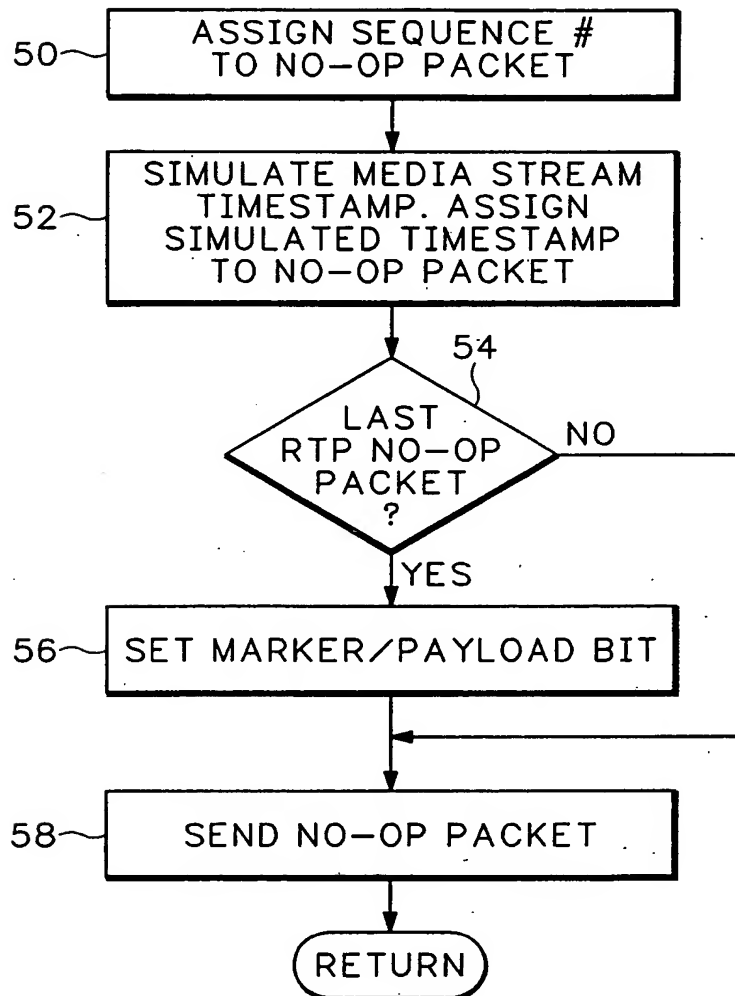 50
ASSIGN SEQUENCE #
TO NO-OP PACKET
52
SIMULATE MEDIA STREAM
TIMESTAMP. ASSIGN
SIMULATED TIMESTAMP
TO NO-OP PACKET
54
LAST
RTP NO-OP
PACKET
?
NO
YES
56
SET MARKER/PAYLOAD BIT
58
SEND NO-OP PACKET
RETURN